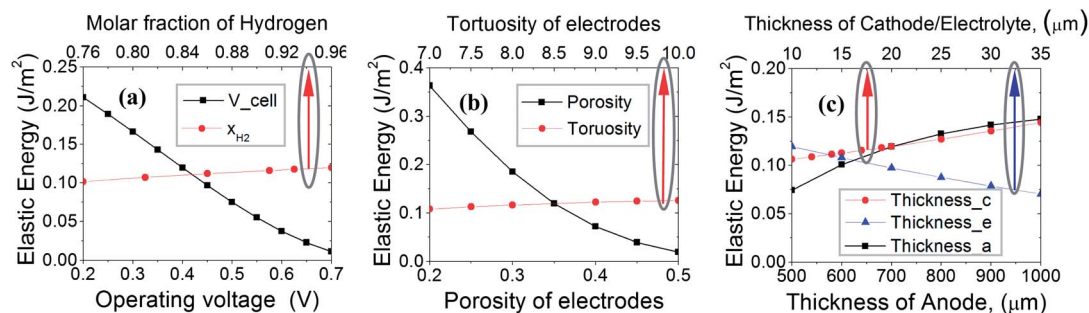 Molar fraction of Hydrogen
0.76 0.80 0.84 0.88 0.92 0.96
0.25
0.20
0.15
0.10
0.05
0.00
Elastic Energy (J/m²)
(a)
V_cell
x_H2
0.2 0.3 0.4 0.5 0.6 0.7
Operating voltage (V)
Tortuosity of electrodes
7.0 7.5 8.0 8.5 9.0 9.5 10.0
0.4
0.3
0.2
0.1
0.0
Elastic Energy (J/m²)
(b)
Porosity
Toruosity
0.2 0.3 0.4 0.5
Porosity of electrodes
Thickness of Cathode/Electrolyte, (μm)
10 15 20 25 30 35
0.20
0.15
0.10
0.05
0.00
Elastic Energy (J/m²)
(c)
Thickness_c
Thickness_e
Thickness_a
500 600 700 800 900 1000
Thickness of Anode, (μm)